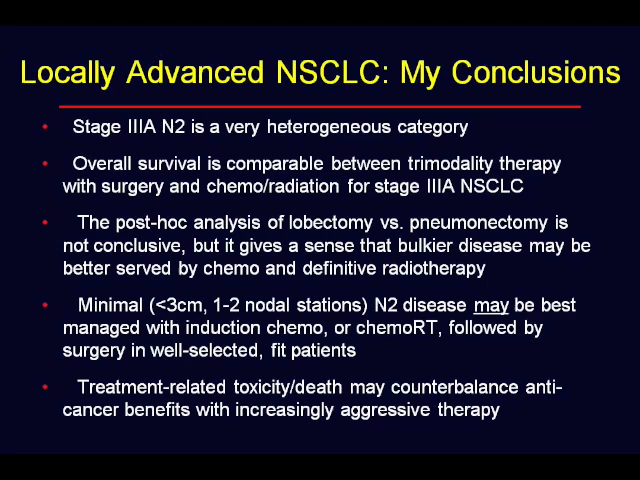 Locally Advanced NSCLC: My Conclusions
• Stage IIIA N2 is a very heterogeneous category
• Overall survival is comparable between trimodality therapy
with surgery and chemo/radiation for stage IIIA NSCLC
• The post-hoc analysis of lobectomy vs. pneumonectomy is
not conclusive, but it gives a sense that bulkier disease may be
better served by chemo and definitive radiotherapy
• Minimal (<3cm, 1-2 nodal stations) N2 disease may be best
managed with induction chemo, or chemoRT, followed by
surgery in well-selected, fit patients
• Treatment-related toxicity/death may counterbalance anti-
cancer benefits with increasingly aggressive therapy